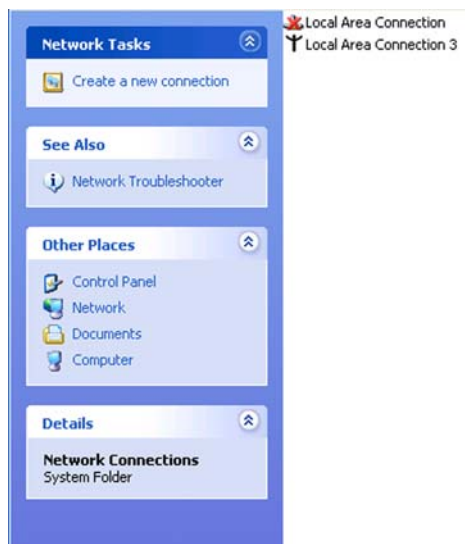 Network Tasks
Create a new connection
See Also
Network Troubleshooter
Other Places
Control Panel
Network
Documents
Computer
Details
Network Connections
System Folder
Local Area Connection
Local Area Connection 3